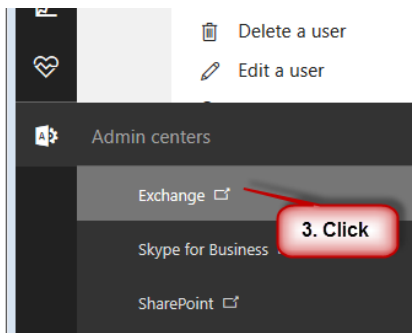 Delete a user
Edit a user
Admin centers
Exchange
3. Click
Skype for Business
SharePoint